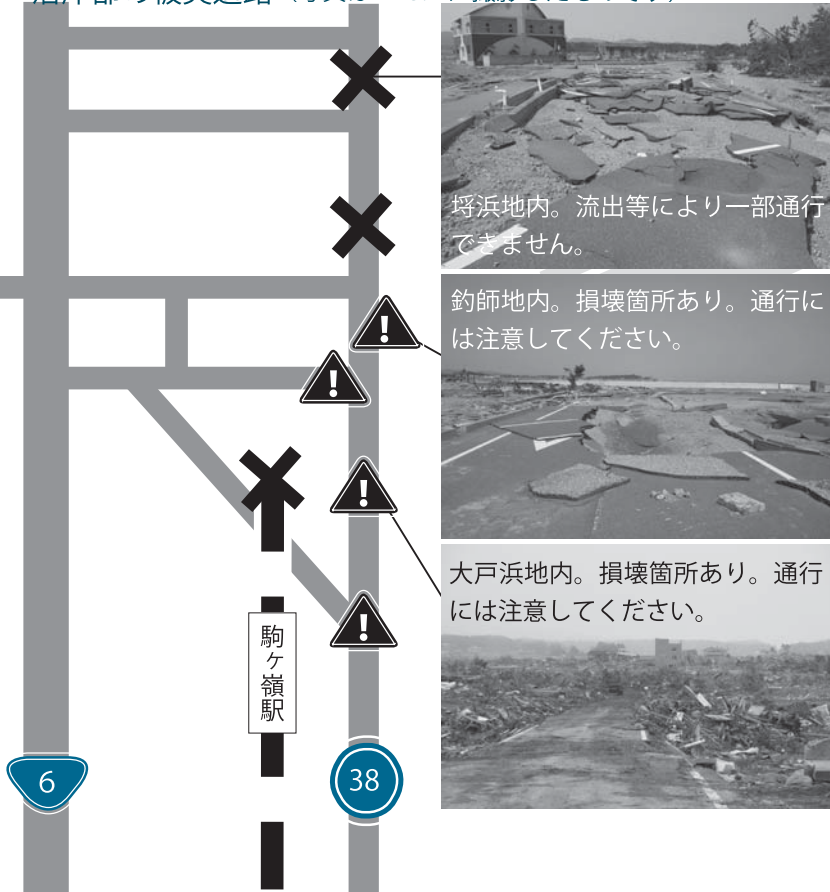 埒浜地内。流出等により一部通行
できません。
釣師地内。損壊箇所あり。通行に
は注意してください。
大戸浜地内。損壊箇所あり。通行
には注意してください。
駒ヶ嶺駅
6
38